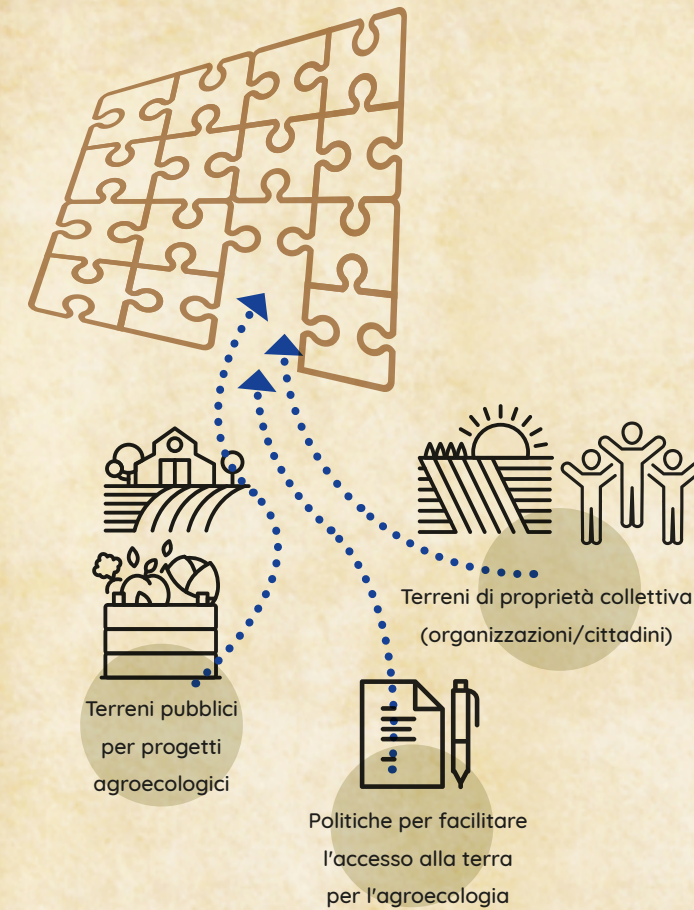 Terreni di proprietà collettiva
(organizzazioni/cittadini)
Terreni pubblici
per progetti
agroecologici
Politiche per facilitare
l'accesso alla terra
per l'agroecologia